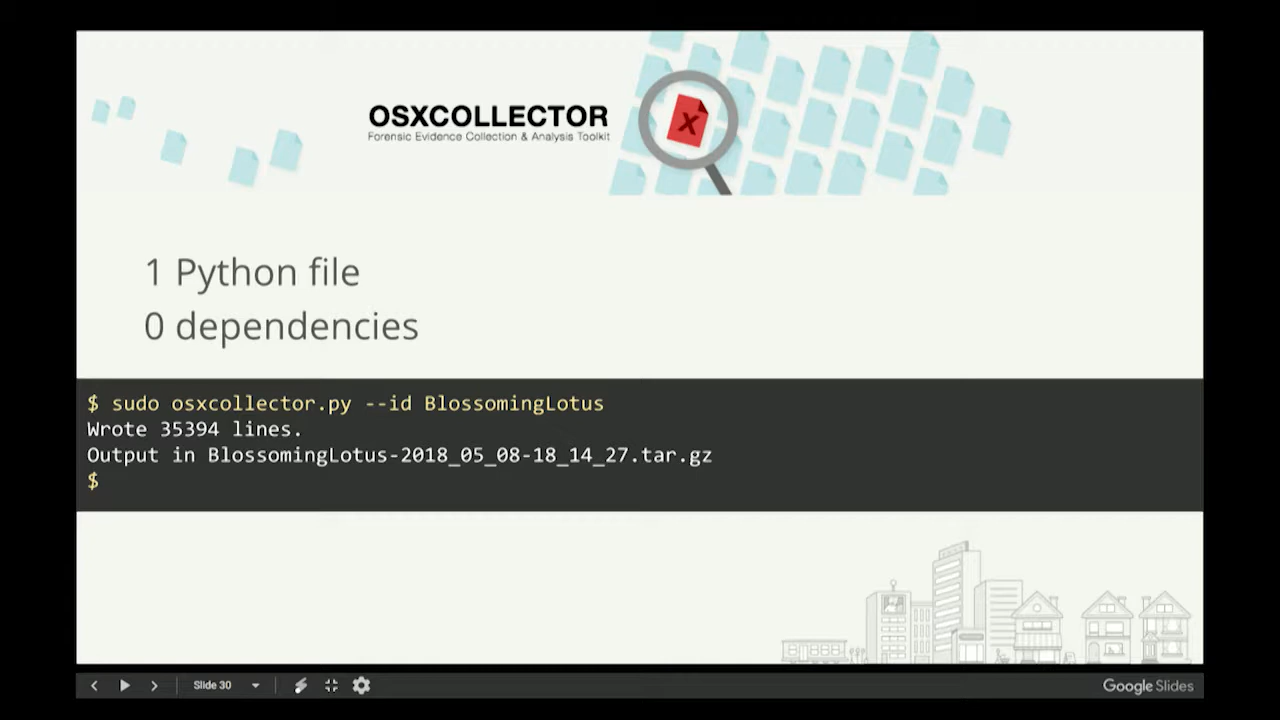 OSXCOLLECTOR
Forensic Evidence Collection & Analysis Toolkit
X
1 Python file
0 dependencies
$ sudo osxcollector.py --id BlossomingLotus
Wrote 35394 lines.
Output in BlossomingLotus-2018_05_08-18_14_27.tar.gz
$
Slide 30
Google Slides